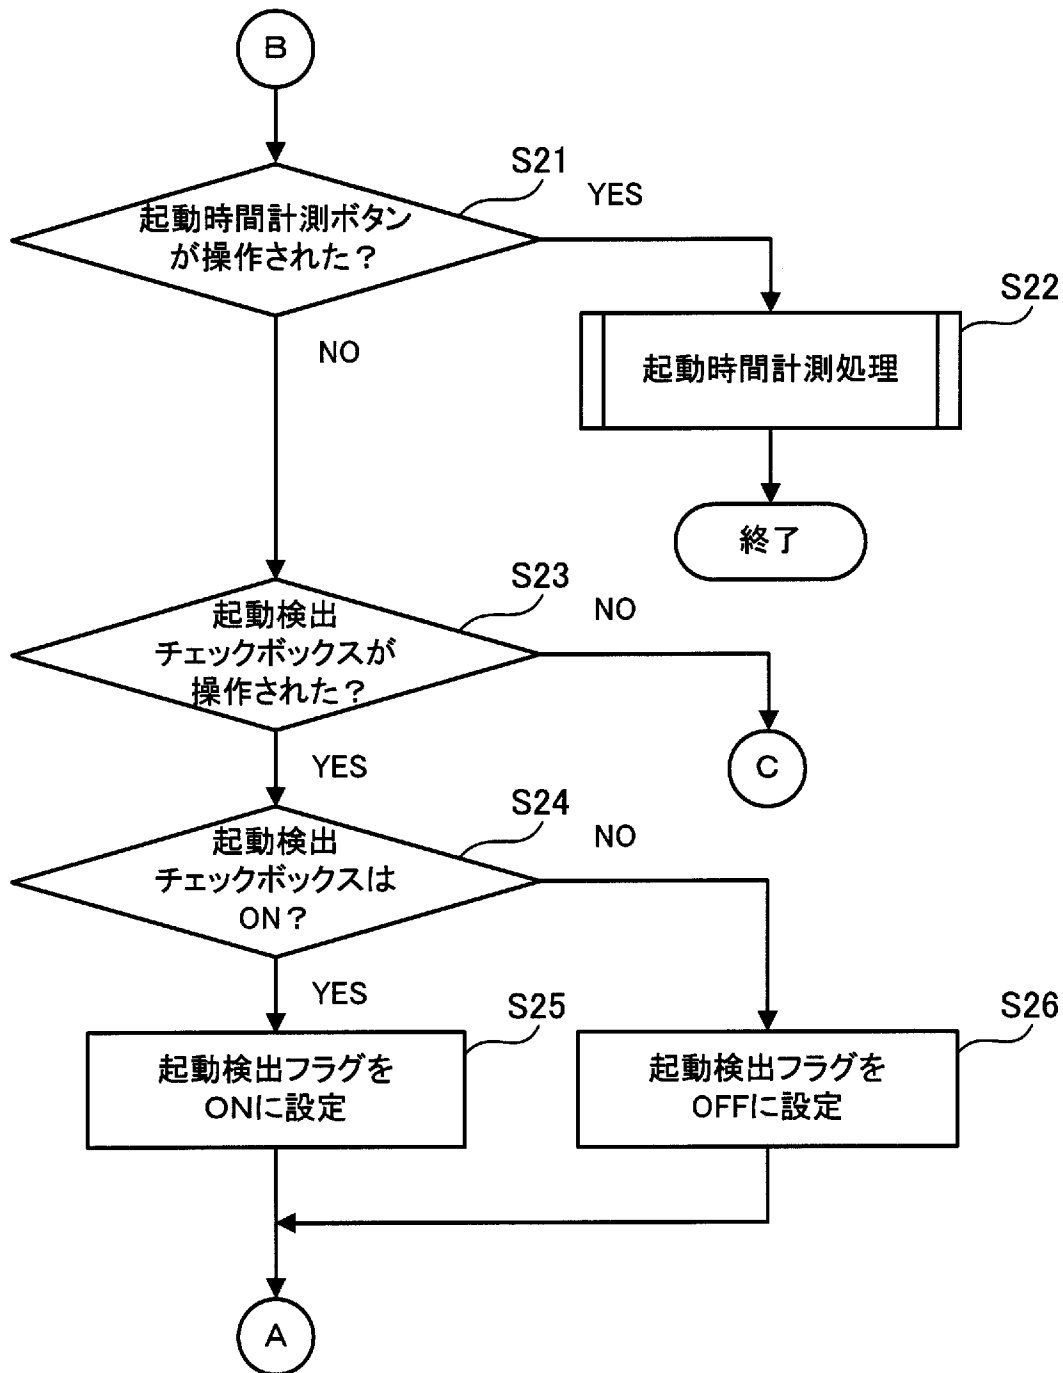 B
S21
YES
起動時間計測ボタン
が操作された？
S22
NO
起動時間計測処理
終了
S23
NO
起動検出
チェックボックスが
操作された？
YES
C
S24
NO
起動検出
チェックボックスは
ON？
YES
S25
S26
起動検出フラグを
ONに設定
起動検出フラグを
OFFに設定
A